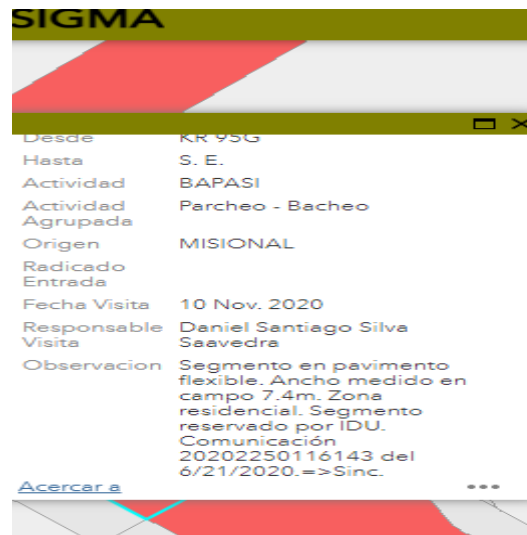 SIGMA
Desde KR 95G
Hasta S. E.
Actividad BAPASI
Actividad Agrupada Parcheo - Bacheo
Origen MISIONAL
Radicado Entrada
Fecha Visita 10 Nov. 2020
Responsable Visita Daniel Santiago Silva Saavedra
Observacion Segmento en pavimento
flexible. Ancho medido en
campo 7.4m. Zona
residencial. Segmento
reservado por IDU.
Comunicación
20202250116143 del
6/21/2020.=>Sinc.
Acercar a